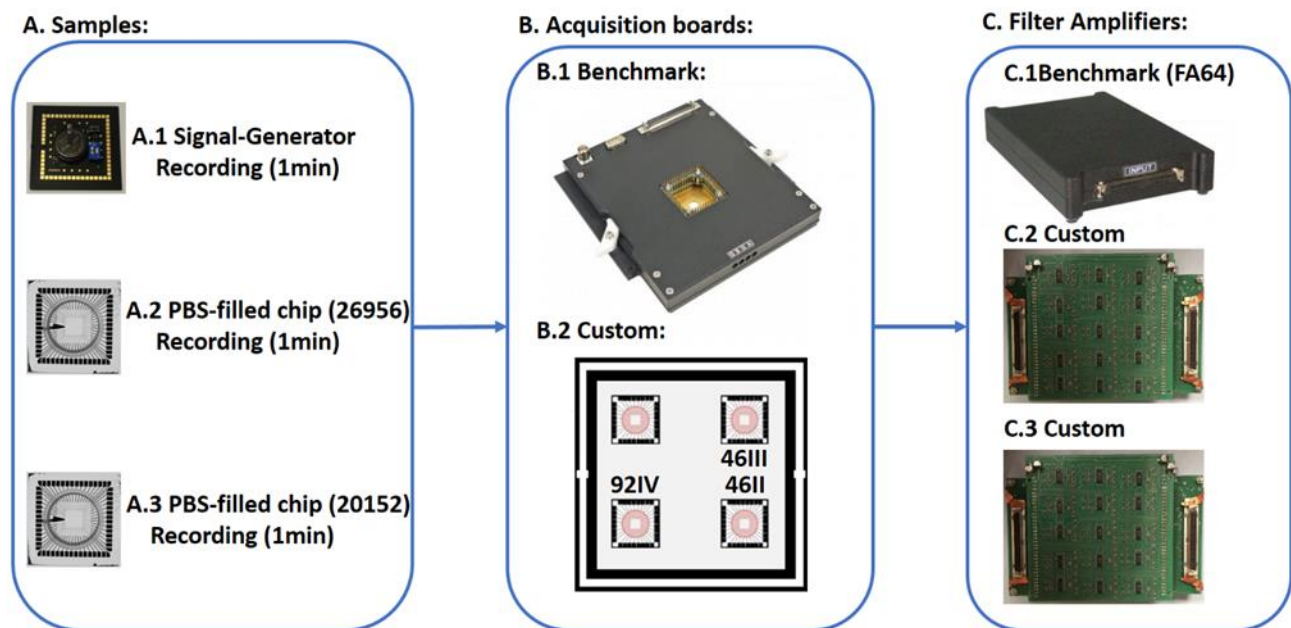 A. Samples:
A.1 Signal-Generator
Recording (1min)
A.2 PBS-filled chip (26956)
Recording (1min)
A.3 PBS-filled chip (20152)
Recording (1min)
B. Acquisition boards:
B.1 Benchmark:
B.2 Custom:
46III
92IV
46II
C. Filter Amplifiers:
C.1Benchmark (FA64)
INPUT
C.2 Custom
C.3 Custom